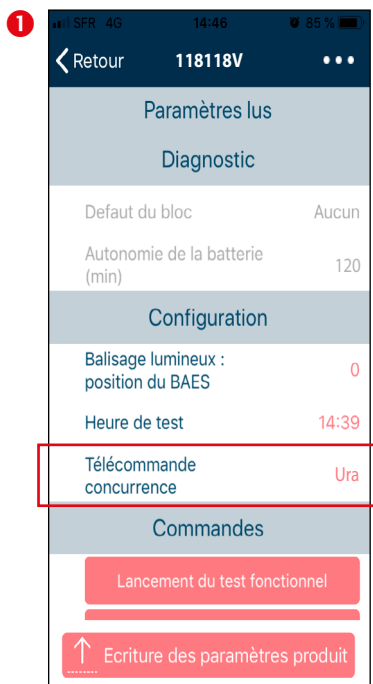 1
SFR 4G 14:46 85 %
Retour 118118V
Paramètres lus
Diagnostic
Defaut du bloc Aucun
Autonomie de la batterie
(min) 120
Configuration
Balisage lumineux :
position du BAES 0
Heure de test 14:39
Télécommande
concurrence Ura
Commandes
Lancement du test fonctionnel
Ecriture des paramètres produit